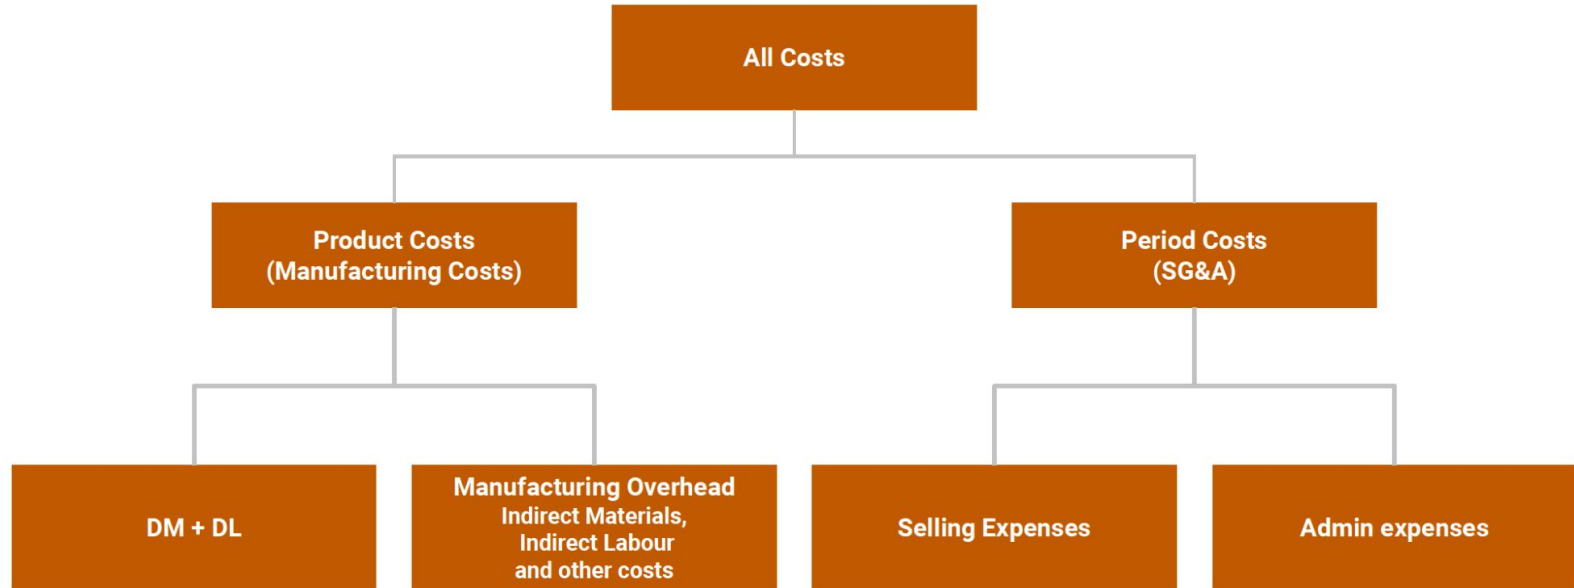 All Costs
Product Costs
(Manufacturing Costs)
Period Costs
(SG&A)
DM + DL
Manufacturing Overhead
Indirect Materials,
Indirect Labour
and other costs
Selling Expenses
Admin expenses